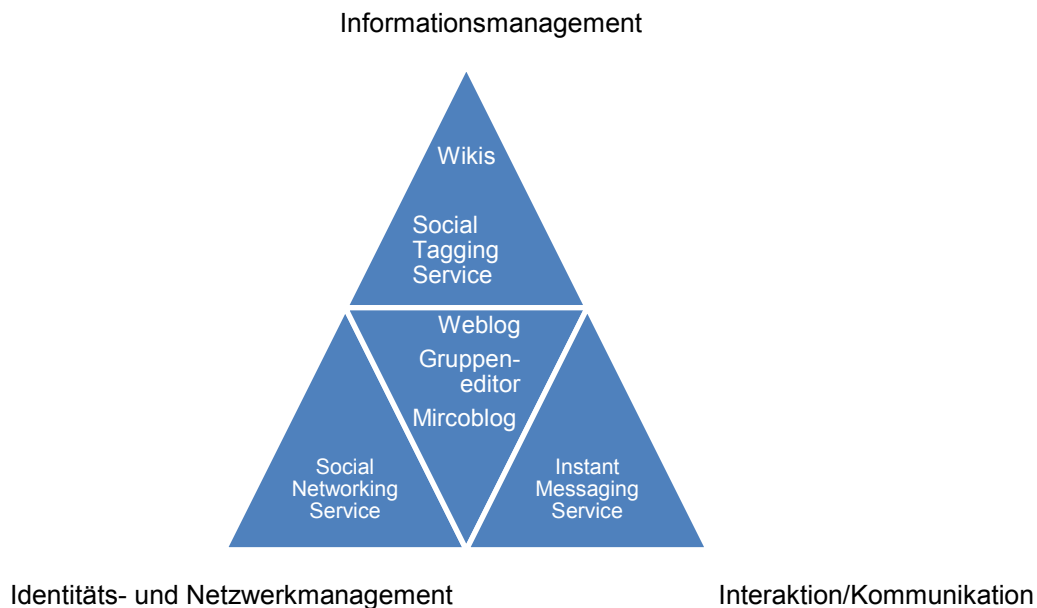 Informationsmanagement
Wikis
Social
Tagging
Service
Weblog
Gruppen-
editor
Mircoblog
Social
Networking
Service
Instant
Messaging
Service
Identitäts- und Netzwerkmanagement
Interaktion/Kommunikation